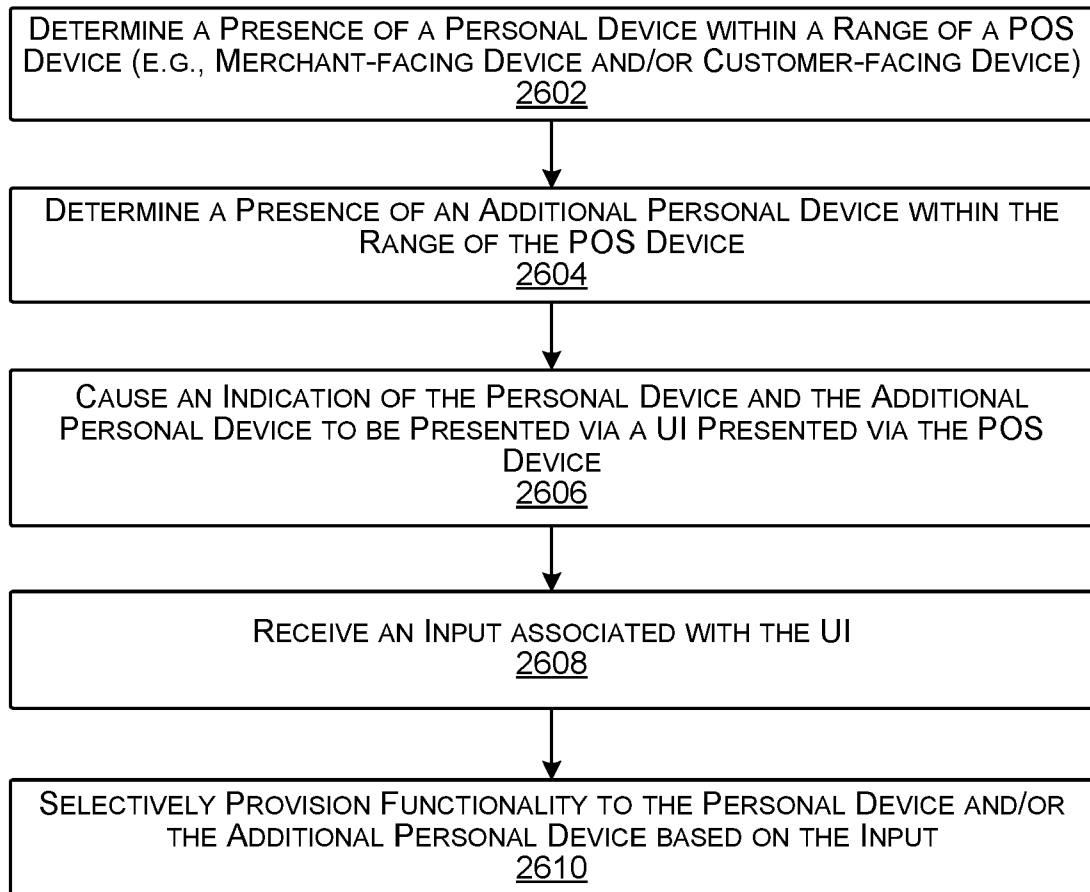 DETERMINE A PRESENCE OF A PERSONAL DEVICE WITHIN A RANGE OF A POS
DEVICE (E.G., MERCHANT-FACING DEVICE AND/OR CUSTOMER-FACING DEVICE)
2602
DETERMINE A PRESENCE OF AN ADDITIONAL PERSONAL DEVICE WITHIN THE
RANGE OF THE POS DEVICE
2604
CAUSE AN INDICATION OF THE PERSONAL DEVICE AND THE ADDITIONAL
PERSONAL DEVICE TO BE PRESENTED VIA A UI PRESENTED VIA THE POS
DEVICE
2606
RECEIVE AN INPUT ASSOCIATED WITH THE UI
2608
SELECTIVELY PROVISION FUNCTIONALITY TO THE PERSONAL DEVICE AND/OR
THE ADDITIONAL PERSONAL DEVICE BASED ON THE INPUT
2610